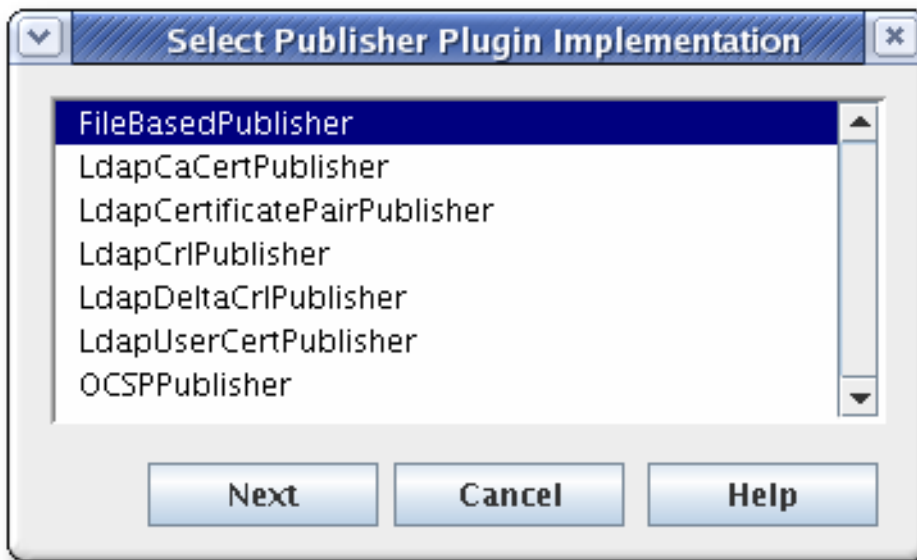 Select Publisher Plugin Implementation
FileBasedPublisher
LdapCaCertPublisher
LdapCertificatePairPublisher
LdapCrlPublisher
LdapDeltaCrlPublisher
LdapUserCertPublisher
OCSPPublisher
Next Cancel Help